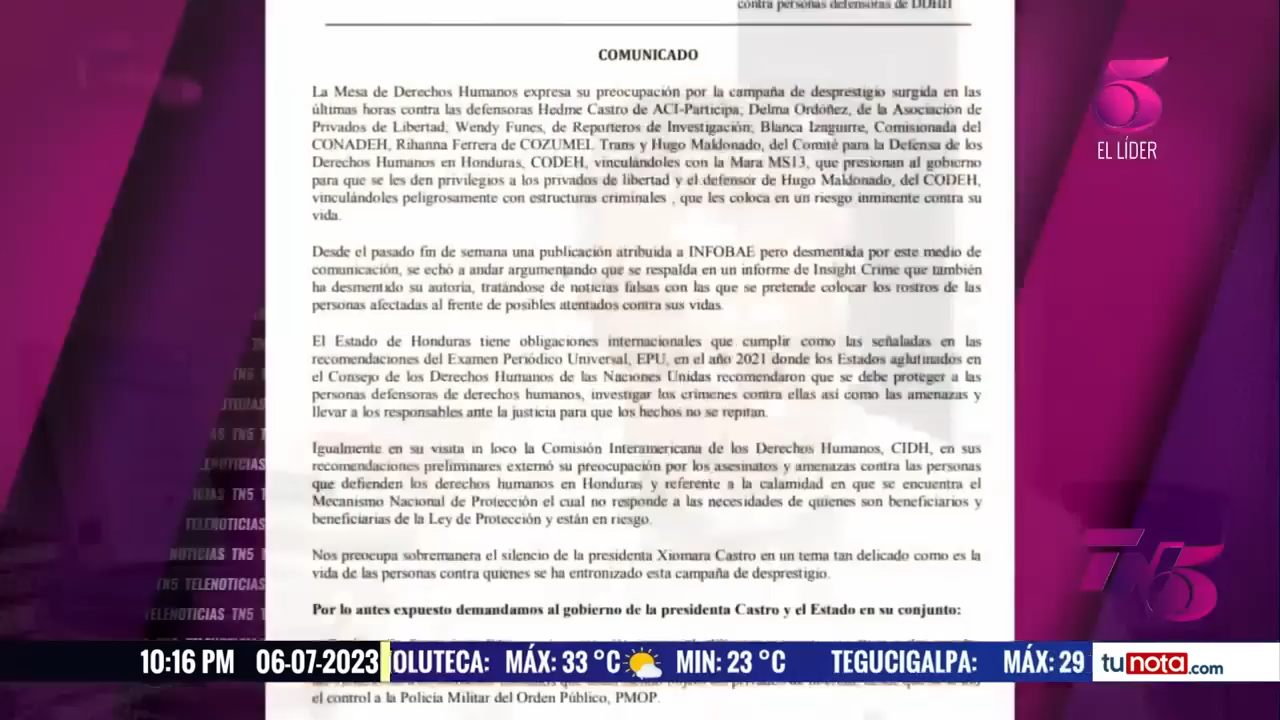 contra personas defensoras de DDHH
COMUNICADO
La Mesa de Derechos Humanos expresa su preocupación por la campaña de desprestigio surgida en las
últimas horas contra las defensoras Hedme Castro de ACI-Participa; Delma Ordóñez, de la Asociación de
Privados de Libertad; Wendy Funes, de Reporteros de Investigación; Blanca Izaguirre, Comisionada del
CONADEH, Rihanna Ferrera de COZUMEL Trans y Hugo Maldonado, del Comité para la Defensa de los
Derechos Humanos en Honduras, CODEH, vinculándoles con la Mara MS13, que presionan al gobierno
para que se les den privilegios a los privados de libertad y el defensor de Hugo Maldonado, del CODEH,
vinculándoles peligrosamente con estructuras criminales , que les coloca en un riesgo inminente contra su
vida.
Desde el pasado fin de semana una publicación atribuida a INFOBAE pero desmentida por este medio de
comunicación, se echó a andar argumentando que se respalda en un informe de Insight Crime que también
ha desmentido su autoria, tratándose de noticias falsas con las que se pretende colocar los rostros de las
personas afectadas al frente de posibles atentados contra sus vidas.
El Estado de Honduras tiene obligaciones internacionales que cumplir como las señaladas en las
recomendaciones del Examen Periódico Universal, EPU, en el año 2021 donde los Estados aglutinados en
el Consejo de los Derechos Humanos de las Naciones Unidas recomendaron que se debe proteger a las
personas defensoras de derechos humanos, investigar los crímenes contra ellas así como las amenazas y
llevar a los responsables ante la justicia para que los hechos no se repitan.
Igualmente en su visita in loco la Comisión Interamericana de los Derechos Humanos, CIDH, en sus
recomendaciones preliminares externó su preocupación por los asesinatos y amenazas contra las personas
que defienden los derechos humanos en Honduras y referente a la calamidad en que se encuentra el
Mecanismo Nacional de Protección el cual no responde a las necesidades de quienes son beneficiarios y
beneficiarias de la Ley de Protección y están en riesgo.
Nos preocupa sobremanera el silencio de la presidenta Xiomara Castro en un tema tan delicado como es la
vida de las personas contra quienes se ha entronizado esta campaña de desprestigio.
Por lo antes expuesto demandamos al gobierno de la presidenta Castro y el Estado en su conjunto:
el control a la Policía Militar del Orden Público, PMOP.
5
EL LÍDER
TN5
TN5
NOTICIAS TN5
TELENOTICIAS
NOTICIAS TN5
TN5 TELENOTICIAS
TELENOTICIAS TN5
TELENOTICIAS
10:16 PM 06-07-2023 OLUTECA: MÁX: 33 °C MIN: 23 °C TEGUCIGALPA: MÁX: 29 tunota.com